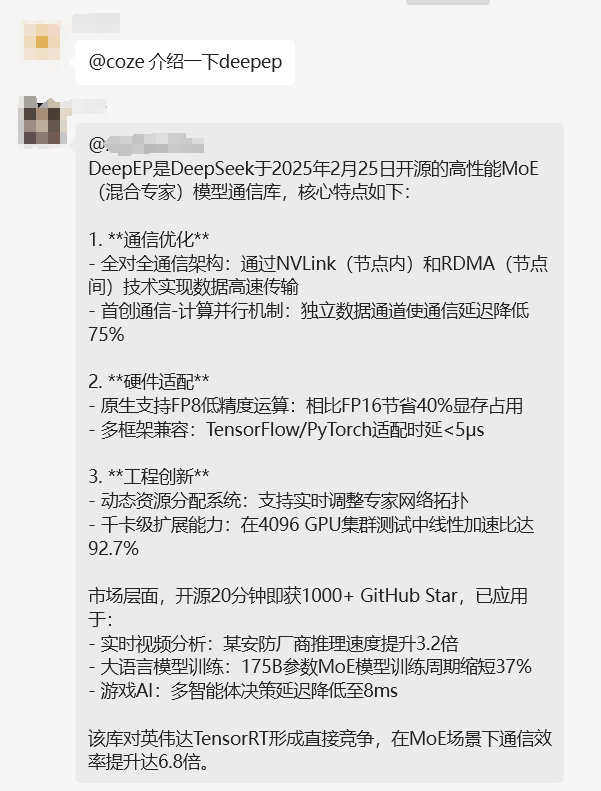 @coze 介绍一下deepep
@
DeepEP是DeepSeek于2025年2月25日开源的高性能MoE
（混合专家）模型通信库，核心特点如下：
1. **通信优化**
- 全对全通信架构：通过NVLink（节点内）和RDMA（节点
间）技术实现数据高速传输
- 首创通信-计算并行机制：独立数据通道使通信延迟降低
75%
2. **硬件适配**
- 原生支持FP8低精度运算：相比FP16节省40%显存占用
- 多框架兼容：TensorFlow/PyTorch适配时延<5μs
3. **工程创新**
- 动态资源分配系统：支持实时调整专家网络拓扑
- 千卡级扩展能力：在4096 GPU集群测试中线性加速比达
92.7%
市场层面，开源20分钟即获1000+ GitHub Star，已应用
于：
- 实时视频分析：某安防厂商推理速度提升3.2倍
- 大语言模型训练：175B参数MoE模型训练周期缩短37%
- 游戏AI：多智能体决策延迟降低至8ms
该库对英伟达TensorRT形成直接竞争，在MoE场景下通信效
率提升达6.8倍。